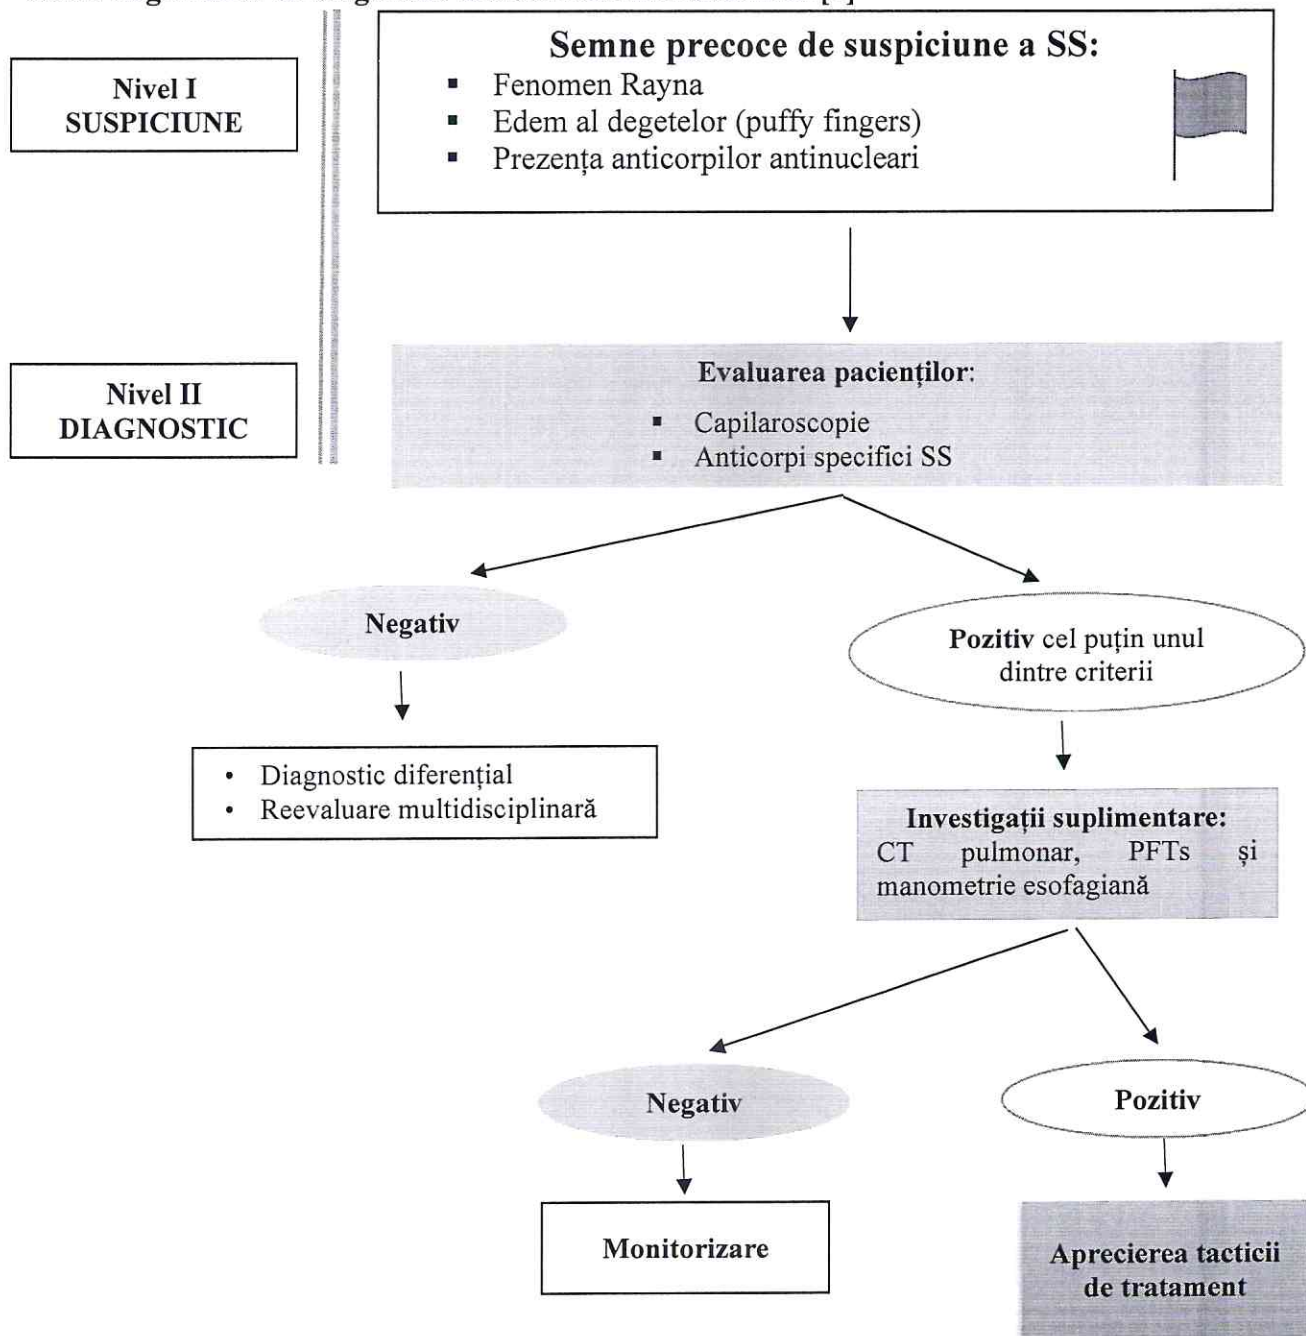 Semne precoce de suspiciune a SS:
Nivel I
SUSPICIUNE
▪ Fenomen Rayna
▪ Edem al degetelor (puffy fingers)
▪ Prezența anticorpilor antinucleari
Nivel II
DIAGNOSTIC
Evaluarea pacienților:
▪ Capilaroscopie
▪ Anticorpi specifici SS
Negativ
Pozitiv cel puțin unul
dintre criterii
• Diagnostic diferențial
• Reevaluare multidisciplinară
Investigații suplimentare:
CT pulmonar, PFTs și
manometrie esofagiană
Negativ
Pozitiv
Monitorizare
Aprecierea tacticii
de tratament